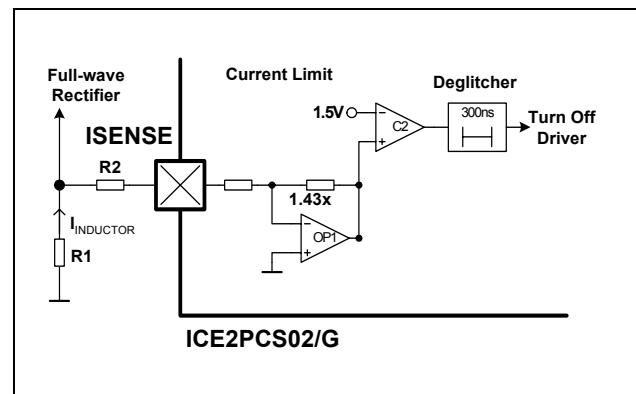 Full-wave
Rectifier
Current Limit
Deglitcher
ISENSE
1.5V
C2
300ns
Turn Off
Driver
R2
1.43x
I_INDUCTOR
R1
OP1
ICE2PCS02/G